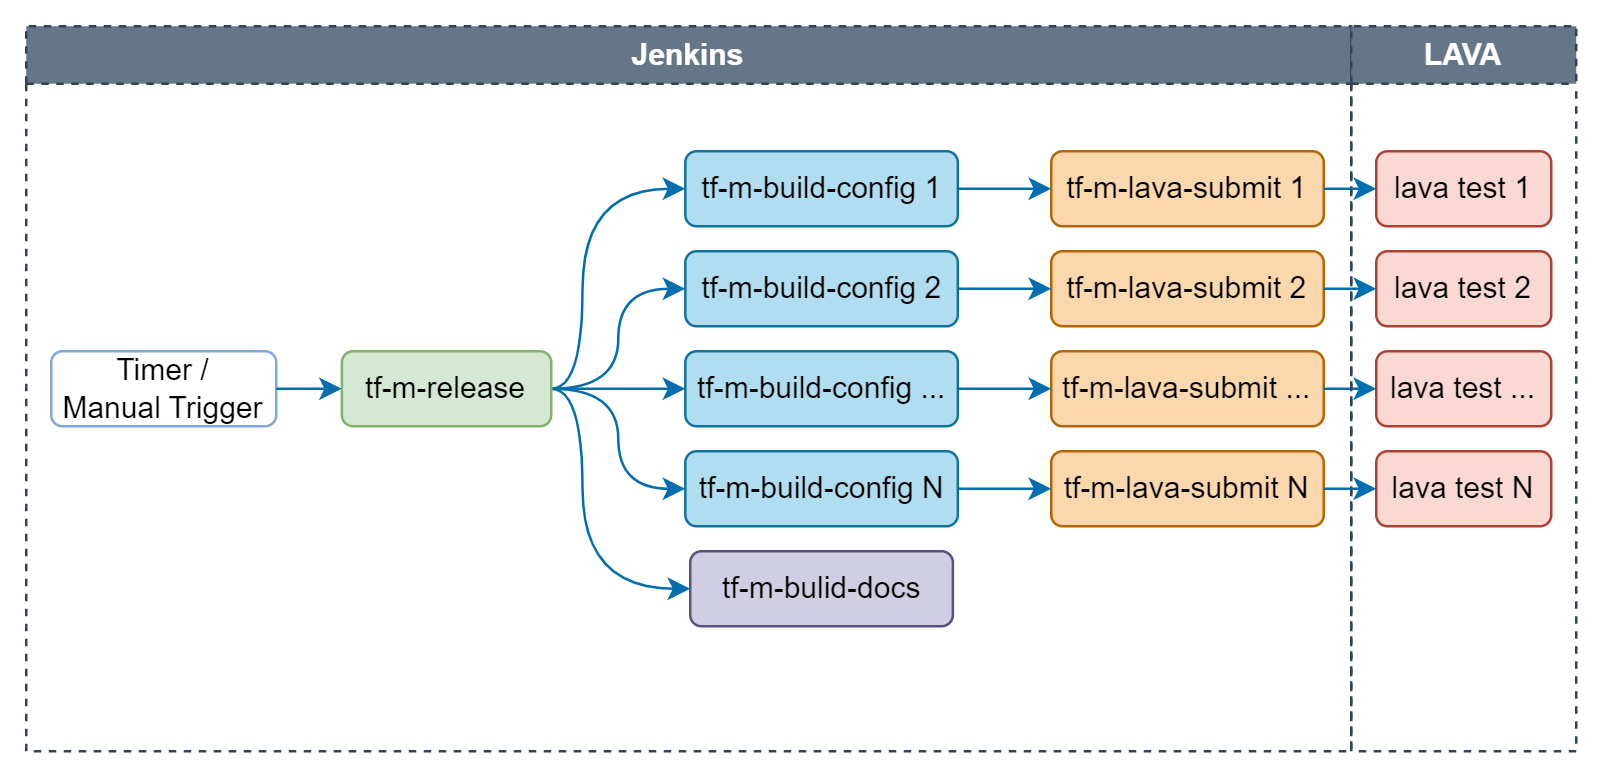 Jenkins
LAVA
tf-m-build-config 1
tf-m-lava-submit 1
lava test 1
tf-m-build-config 2
tf-m-lava-submit 2
lava test 2
Timer /
Manual Trigger
tf-m-release
tf-m-build-config ...
tf-m-lava-submit ...
lava test ...
tf-m-build-config N
tf-m-lava-submit N
lava test N
tf-m-bulid-docs